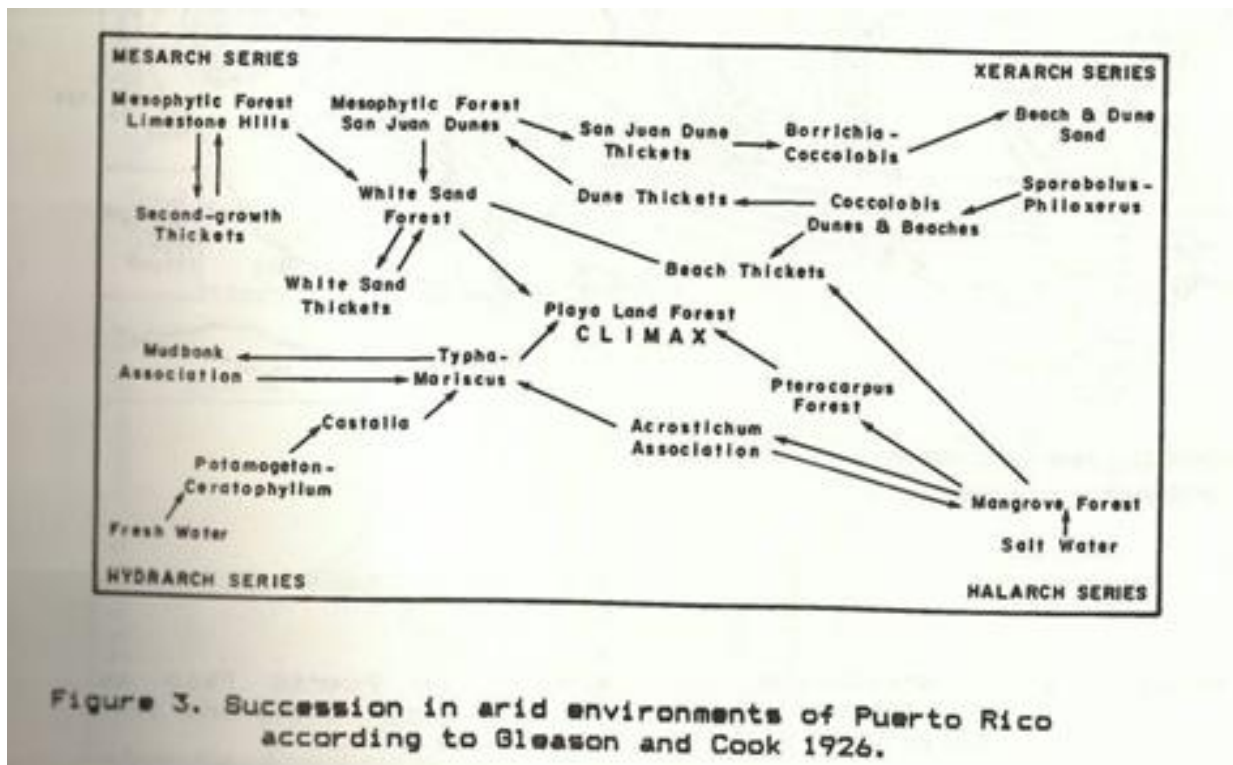 MESARCH SERIES
XERARCH SERIES
Mesophytic Forest
Limestone Hills
Mesophytic Forest
San Juan Dunes
San Juan Dune
Thickets
Borrichia-
Coccolobis
Beach & Dune
Sand
Second-growth
Thickets
White Sand
Forest
Dune Thickets
Coccolobis
Dunes & Beaches
Sporobolus-
Philoxerus
White Sand
Thickets
Beach Thickets
Playa Land Forest
CLIMAX
Mudbank
Association
Typha-
Mariscus
Pterocarpus
Forest
Castalia
Acrostichum
Association
Potamogeton-
Ceratophyllum
Mangrove Forest
Fresh Water
Salt Water
HYDRARCH SERIES
HALARCH SERIES
Figure 3. Succession in arid environments of Puerto Rico
according to Gleason and Cook 1926.